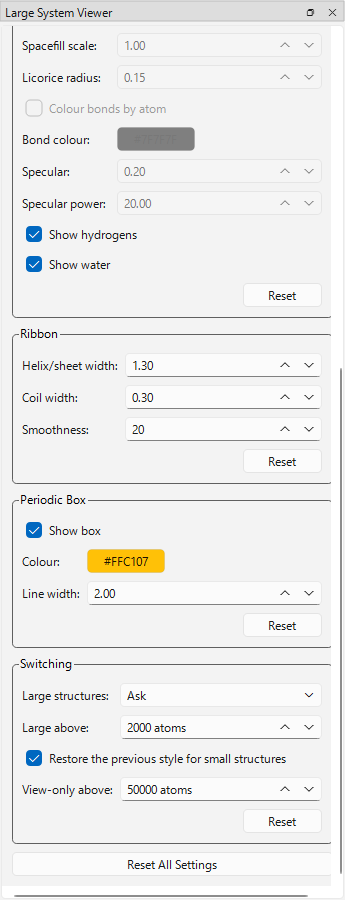 Large System Viewer
Spacefill scale: 1.00
Licorice radius: 0.15
Colour bonds by atom
Bond colour:
Specular: 0.20
Specular power: 20.00
Show hydrogens
Show water
Reset
Ribbon
Helix/sheet width: 1.30
Coil width: 0.30
Smoothness: 20
Reset
Periodic Box
Show box
Colour: #FFC107
Line width: 2.00
Reset
Switching
Large structures: Ask
Large above: 2000 atoms
Restore the previous style for small structures
View-only above: 50000 atoms
Reset
Reset All Settings